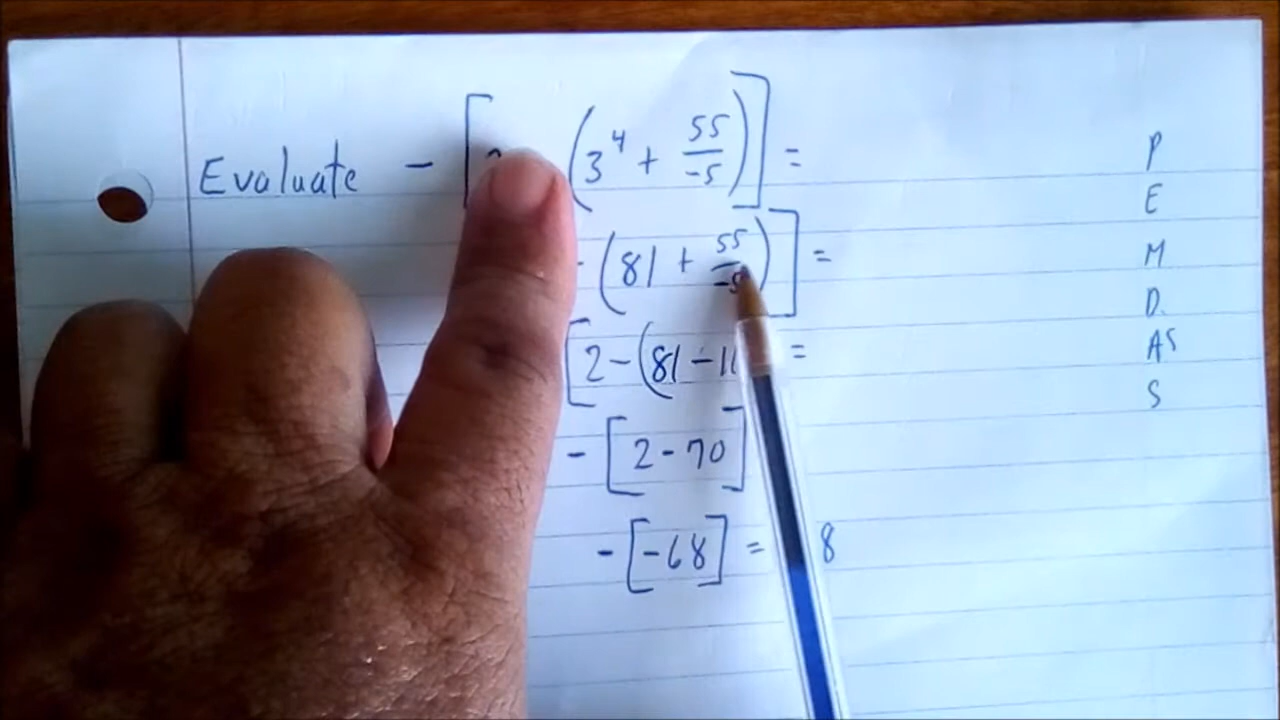 Evaluate - [ (3⁴ + 55/-5)] =
- (81 + 55/-5)] =
[2 - (81 - 11 =
- [2 - 70]
- [-68] = 8
P
E
M
D.
AS
S